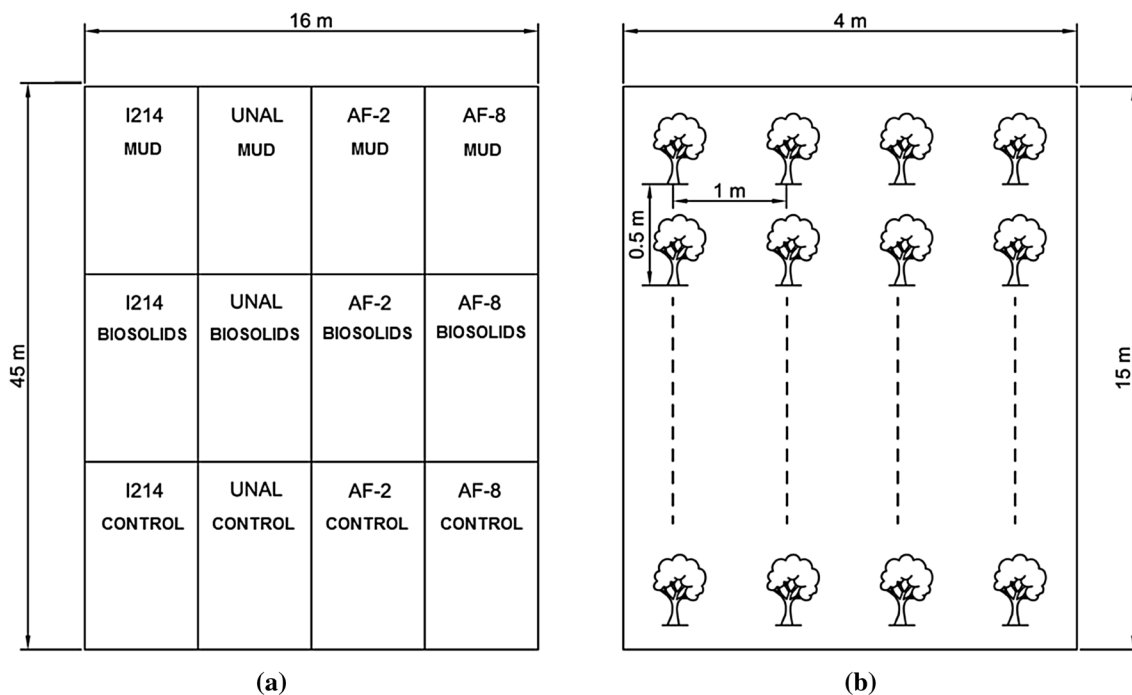 16 m
4 m
45 m
I214
MUD
UNAL
MUD
AF-2
MUD
AF-8
MUD
I214
BIOSOLIDS
UNAL
BIOSOLIDS
AF-2
BIOSOLIDS
AF-8
BIOSOLIDS
I214
CONTROL
UNAL
CONTROL
AF-2
CONTROL
AF-8
CONTROL
1 m
0.5 m
15 m
(a)
(b)